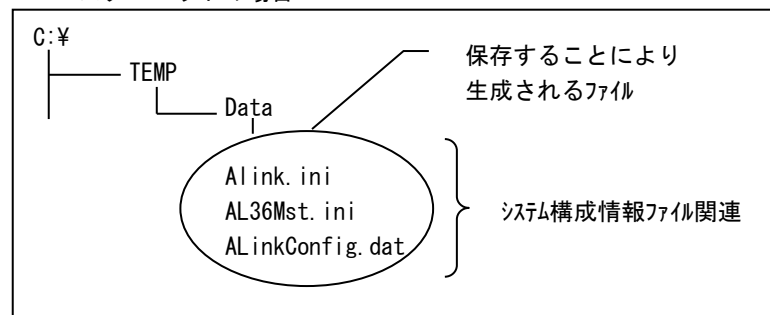 C:¥
TEMP
Data
保存することにより
生成されるﾌｧｲﾙ
Alink.ini
AL36Mst.ini
ALinkConfig.dat
ｼｽﾃﾑ構成情報ﾌｧｲﾙ関連